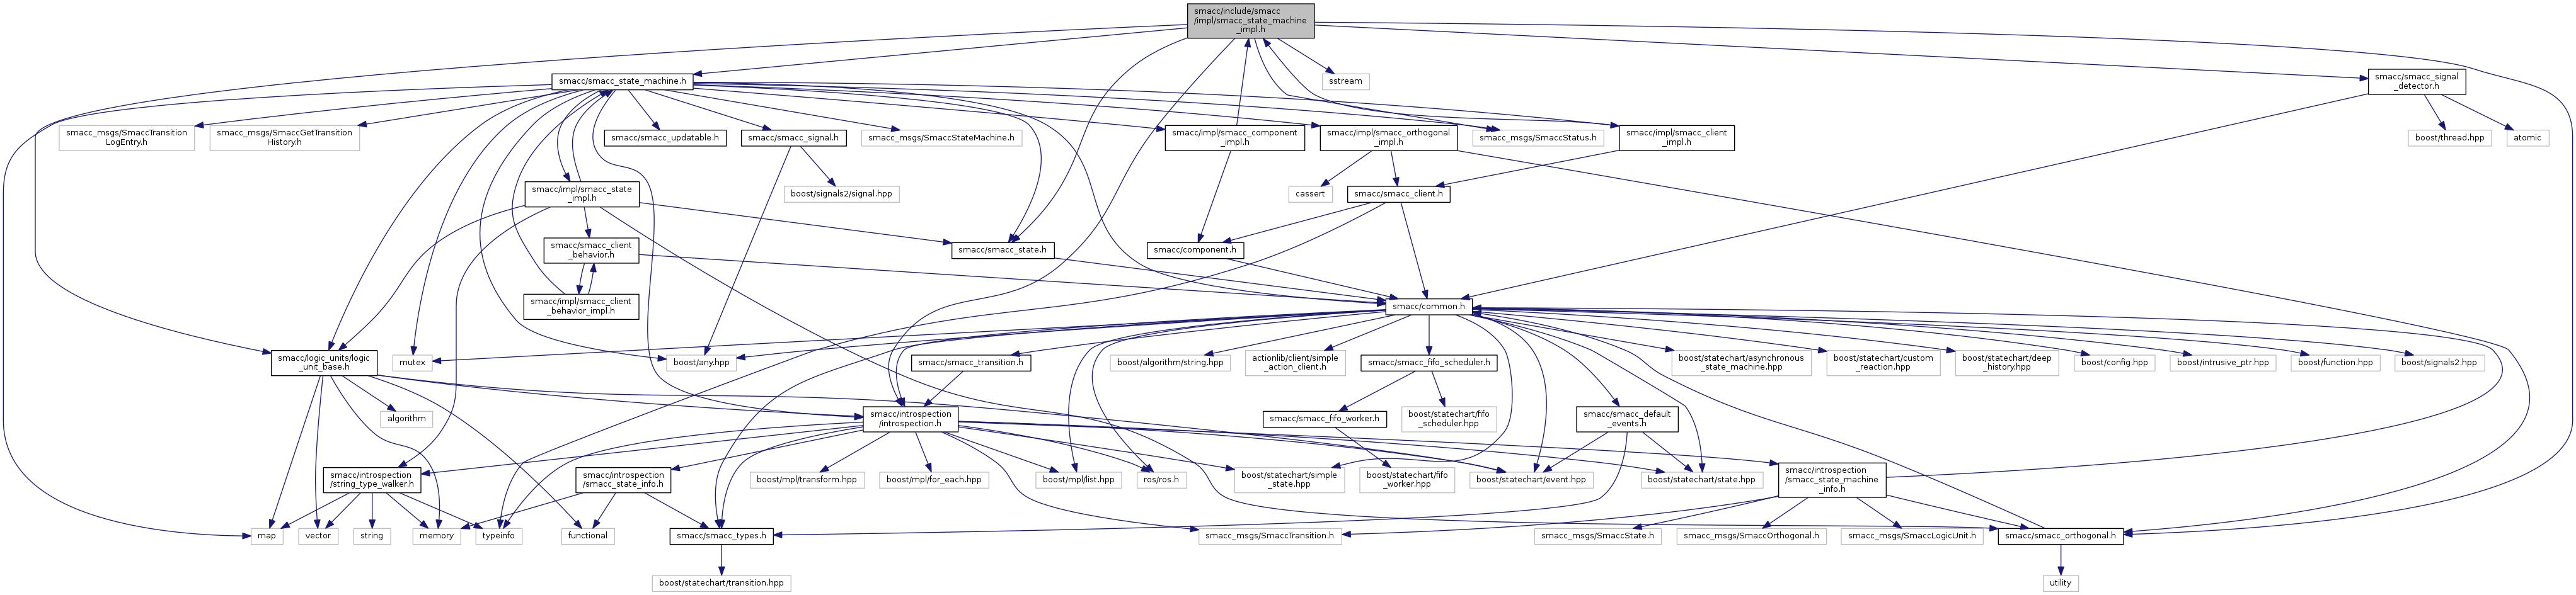 smacc/include/smacc
/impl/smacc_state_machine
_impl.h
smacc/smacc_state_machine.h
sstream
smacc/smacc_signal
_detector.h
smacc_msgs/SmaccTransition
LogEntry.h
smacc_msgs/SmaccGetTransition
History.h
smacc/smacc_updatable.h
smacc/smacc_signal.h
smacc_msgs/SmaccStateMachine.h
smacc/impl/smacc_component
_impl.h
smacc/impl/smacc_orthogonal
_impl.h
smacc_msgs/SmaccStatus.h
smacc/impl/smacc_client
_impl.h
boost/thread.hpp
atomic
smacc/impl/smacc_state
_impl.h
boost/signals2/signal.hpp
cassert
smacc/smacc_client.h
smacc/smacc_client
_behavior.h
smacc/smacc_state.h
smacc/component.h
smacc/impl/smacc_client
_behavior_impl.h
smacc/common.h
smacc/logic_units/logic
_unit_base.h
mutex
boost/any.hpp
smacc/smacc_transition.h
boost/algorithm/string.hpp
actionlib/client/simple
_action_client.h
smacc/smacc_fifo_scheduler.h
boost/statechart/asynchronous
_state_machine.hpp
boost/statechart/custom
_reaction.hpp
boost/statechart/deep
_history.hpp
boost/config.hpp
boost/intrusive_ptr.hpp
boost/function.hpp
boost/signals2.hpp
algorithm
smacc/introspection
/introspection.h
smacc/smacc_fifo_worker.h
boost/statechart/fifo
_scheduler.hpp
smacc/smacc_default
_events.h
smacc/introspection
/string_type_walker.h
smacc/introspection
/smacc_state_info.h
boost/mpl/transform.hpp
boost/mpl/for_each.hpp
boost/mpl/list.hpp
ros/ros.h
boost/statechart/simple
_state.hpp
boost/statechart/fifo
_worker.hpp
boost/statechart/event.hpp
boost/statechart/state.hpp
smacc/introspection
/smacc_state_machine
_info.h
map
vector
string
memory
typeinfo
functional
smacc/smacc_types.h
smacc_msgs/SmaccTransition.h
smacc_msgs/SmaccState.h
smacc_msgs/SmaccOrthogonal.h
smacc_msgs/SmaccLogicUnit.h
smacc/smacc_orthogonal.h
boost/statechart/transition.hpp
utility